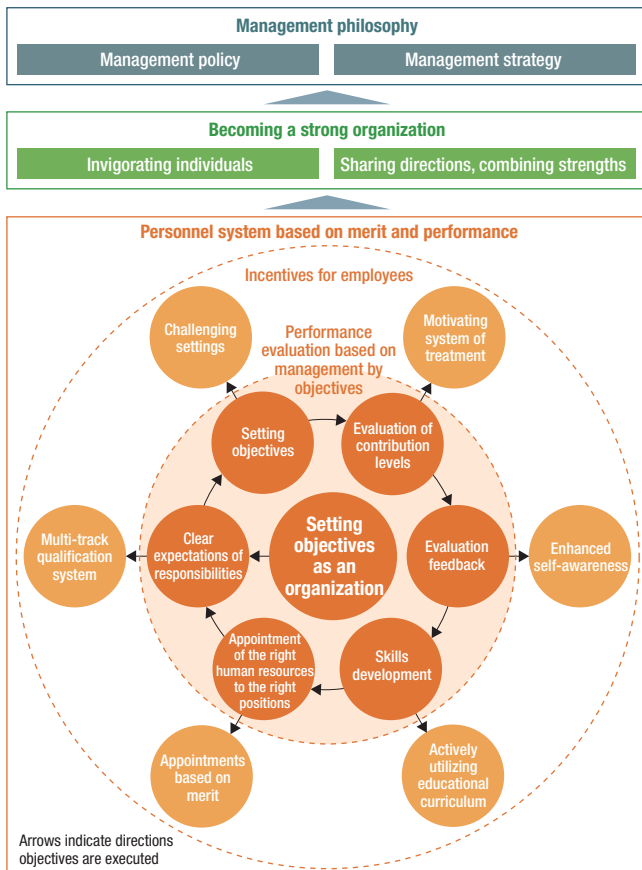 Management philosophy
Management policy
Management strategy
Becoming a strong organization
Invigorating individuals
Sharing directions, combining strengths
Personnel system based on merit and performance
Incentives for employees
Challenging
settings
Performance
evaluation based on
management by
objectives
Motivating
system of
treatment
Setting
objectives
Evaluation of
contribution
levels
Multi-track
qualification
system
Clear
expectations of
responsibilities
Setting
objectives
as an
organization
Evaluation
feedback
Enhanced
self-awareness
Appointment
of the right
human resources
to the right
positions
Skills
development
Appointments
based on
merit
Actively
utilizing
educational
curriculum
Arrows indicate directions
objectives are executed